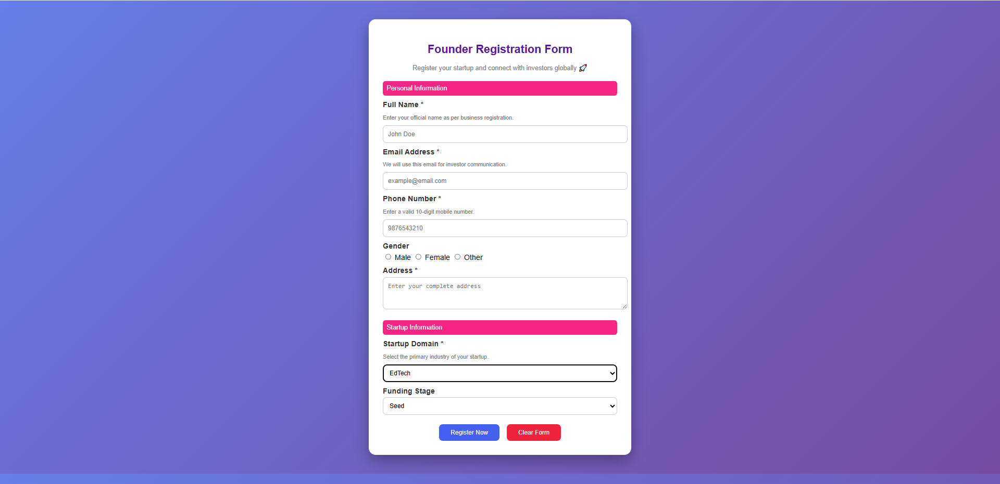 Founder Registration Form
Register your startup and connect with investors globally 🚀
Personal Information
Full Name *
Enter your official name as per business registration.
John Doe
Email Address *
We will use this email for investor communication.
example@email.com
Phone Number *
Enter a valid 10-digit mobile number.
9876543210
Gender
Male Female Other
Address *
Enter your complete address
Startup Information
Startup Domain *
Select the primary industry of your startup.
EdTech
Funding Stage
Seed
Register Now Clear Form